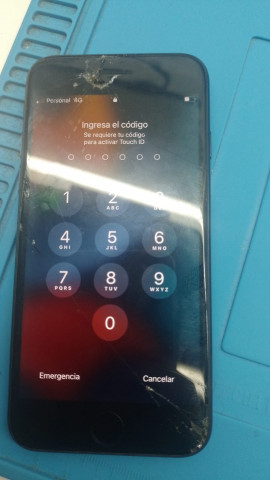 Personal 4G
Ingresa el código
Se requiere tu código
para activar Touch ID
1
2
ABC
3
4
GHI
5
JKL
6
MNO
7
PQRS
8
TUV
9
WXYZ
0
Emergencia
Cancelar